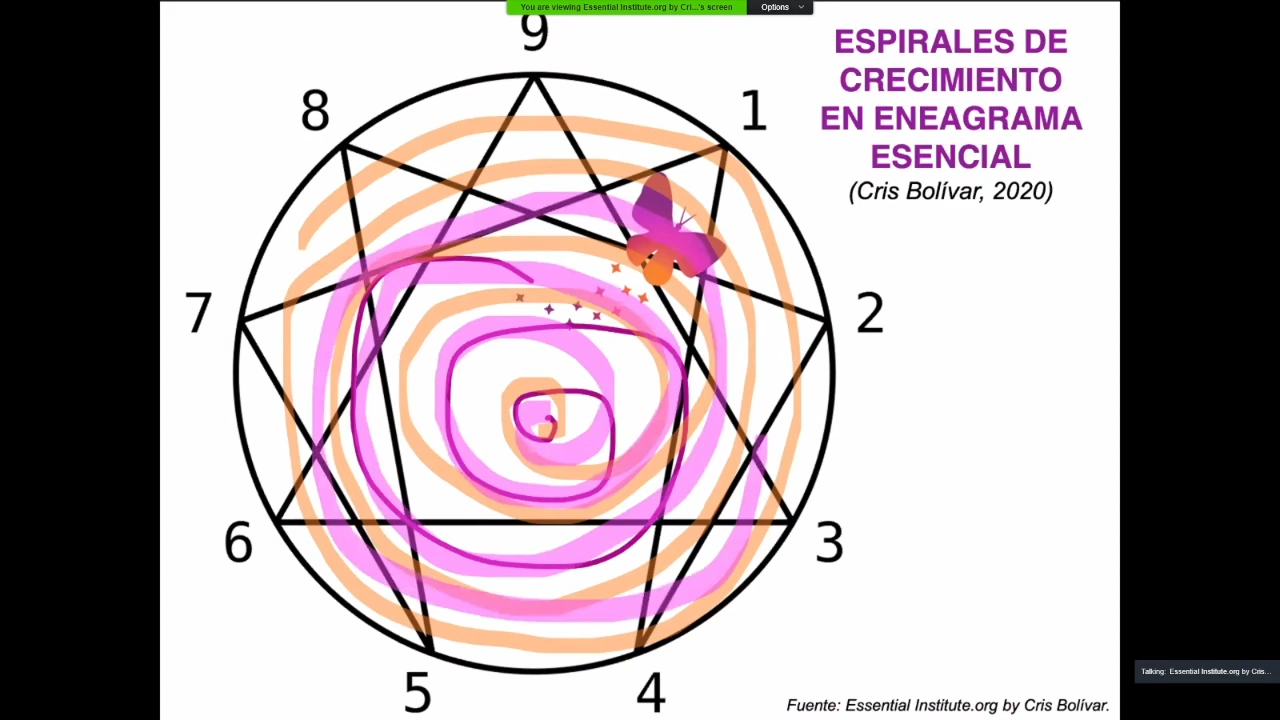 You are viewing Essential Institute.org by Cri...'s screen
Options
ESPIRALES DE
CRECIMIENTO
EN ENEAGRAMA
ESENCIAL
(Cris Bolívar, 2020)
9
8
1
7
2
6
3
5
4
Talking: Essential Institute.org by Cris...
Fuente: Essential Institute.org by Cris Bolívar.